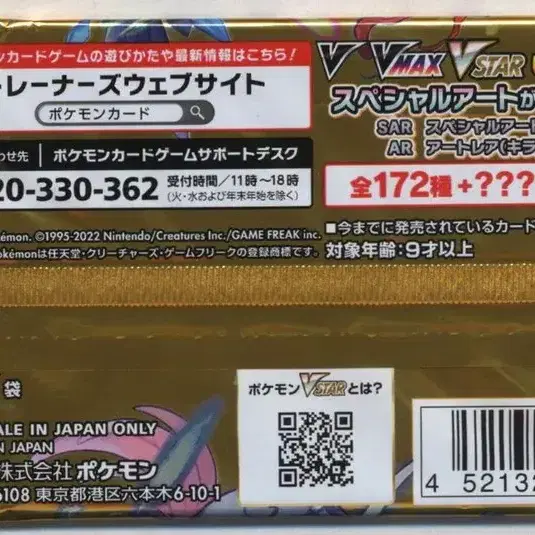 ンカードゲームの遊びかたや最新情報はこちら!
トレーナーズウェブサイト
ポケモンカード
わせ先 ポケモンカードゲームサポートデスク
20-330-362 受付時間/11時~18時
(火・水および年末年始を除く)
émon. ©1995-2022 Nintendo/Creatures Inc./GAME FREAK inc.
okémonは任天堂・クリーチャーズ・ゲームフリークの登録商標です。
V VMAX VSTAR
スペシャルアートが
SAR スペシャルアート
AR アートレア(キラ
全172種+???
■今までに発売されているカード
対象年齢:9才以上
袋
ALE IN JAPAN ONLY
IN JAPAN
株式会社 ポケモン
6108 東京都港区六本木6-10-1
ポケモンVSTARとは?
4 52132